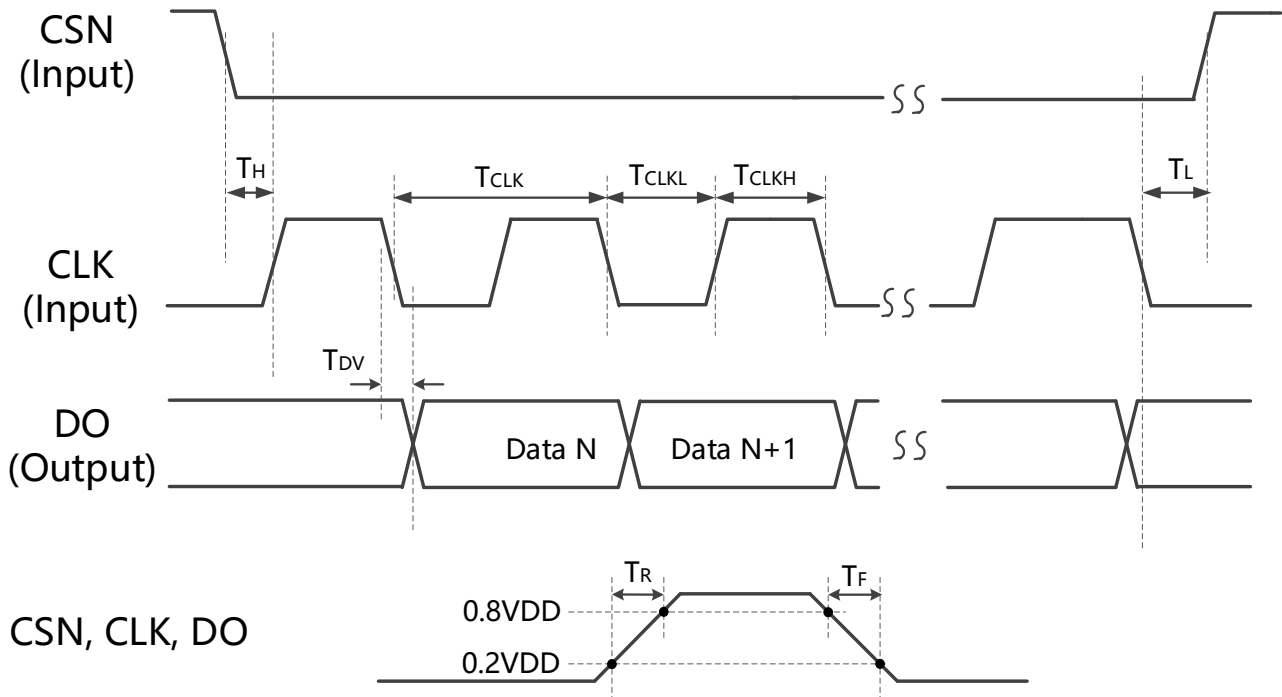 CSN
(Input)
TH
TCLK
TCLKL
TCLKH
TL
CLK
(Input)
TDV
DO
(Output)
Data N
Data N+1
TR
TF
0.8VDD
CSN, CLK, DO
0.2VDD